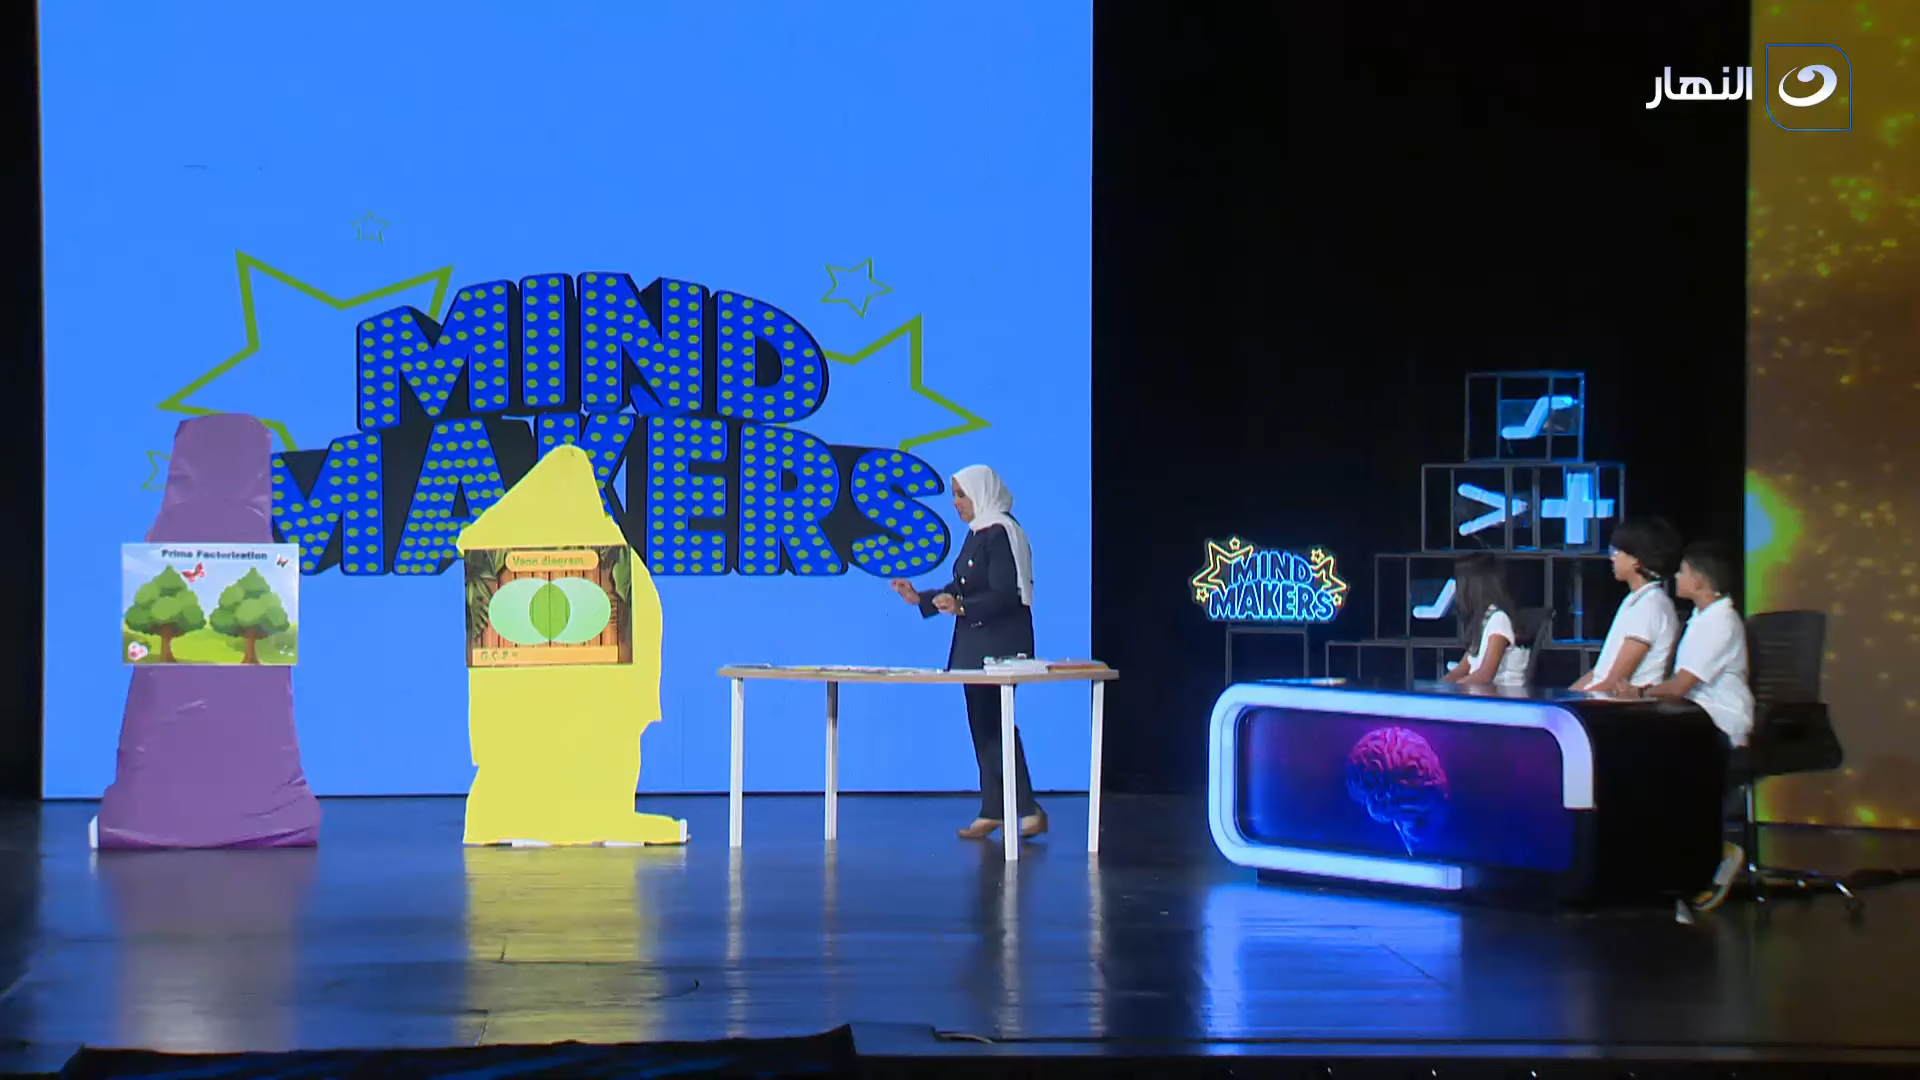 النهار
MIND
MAKERS
Prime Factorization
Venn diagram
G.C.F =
MIND
MAKERS